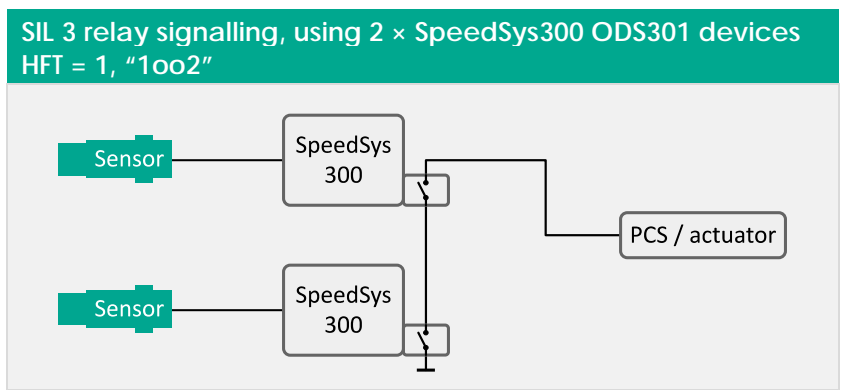 SIL 3 relay signalling, using 2 × SpeedSys300 ODS301 devices
HFT = 1, “1oo2”
Sensor
SpeedSys
300
PCS / actuator
Sensor
SpeedSys
300